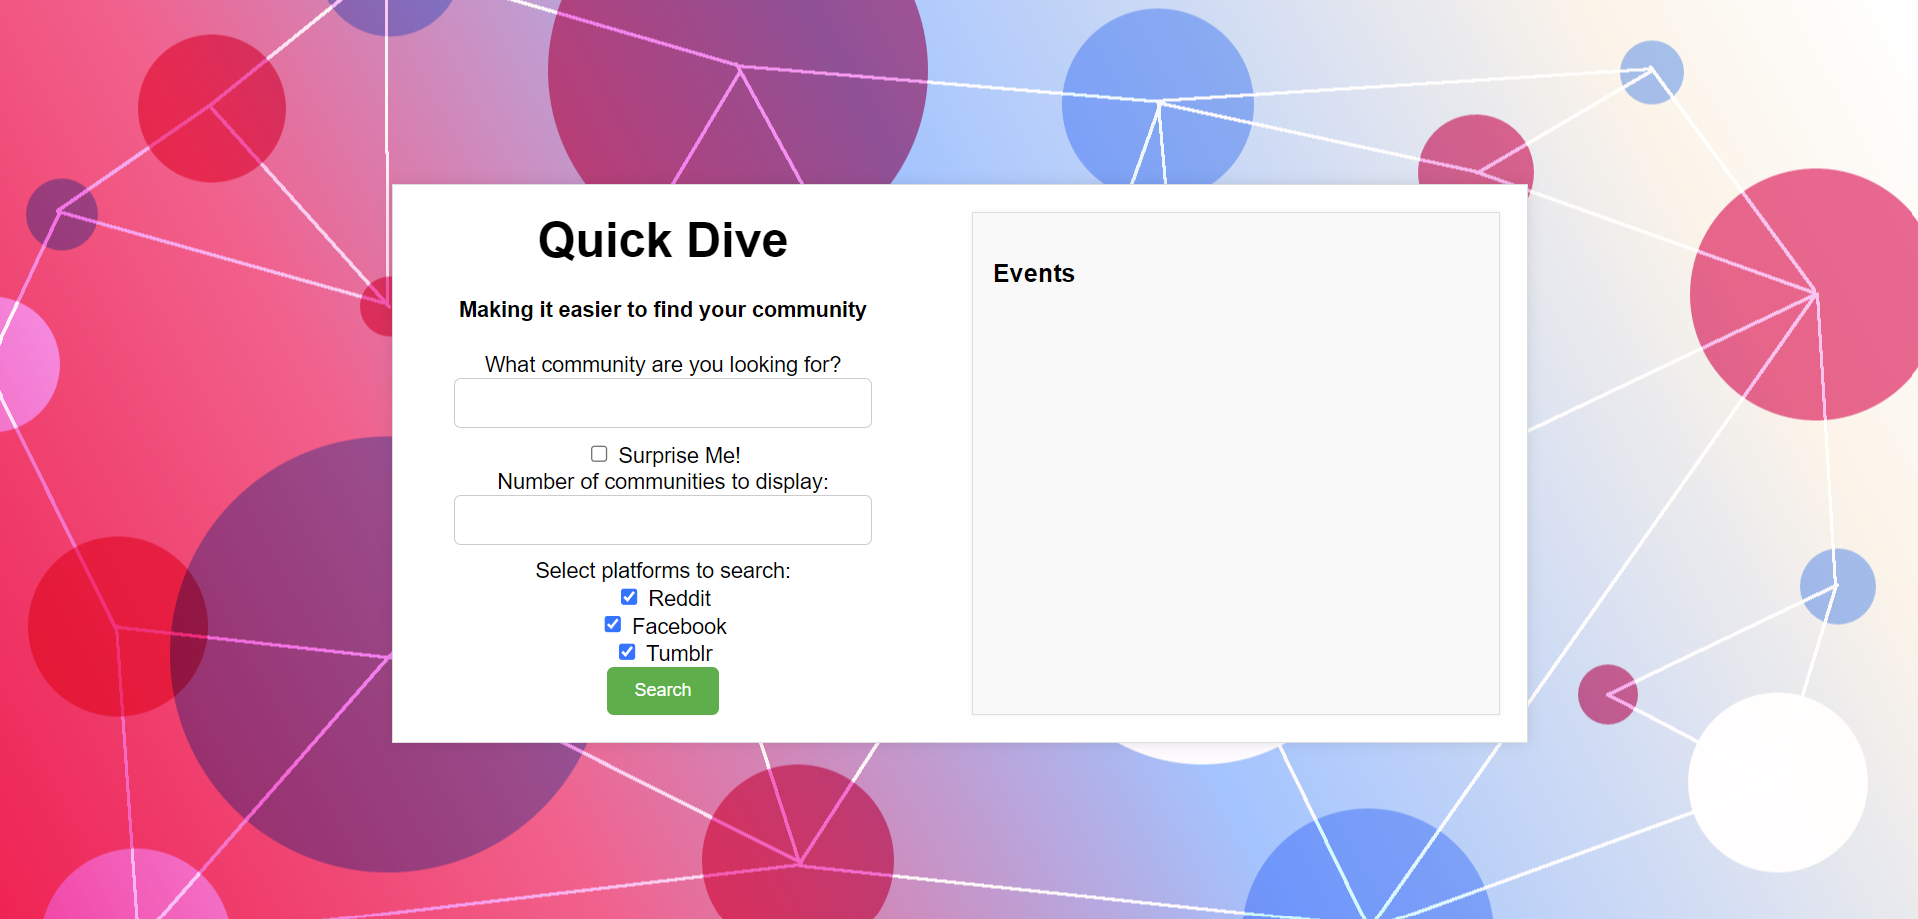 Quick Dive
Making it easier to find your community
What community are you looking for?
Surprise Me!
Number of communities to display:
Select platforms to search:
Reddit
Facebook
Tumblr
Search
Events